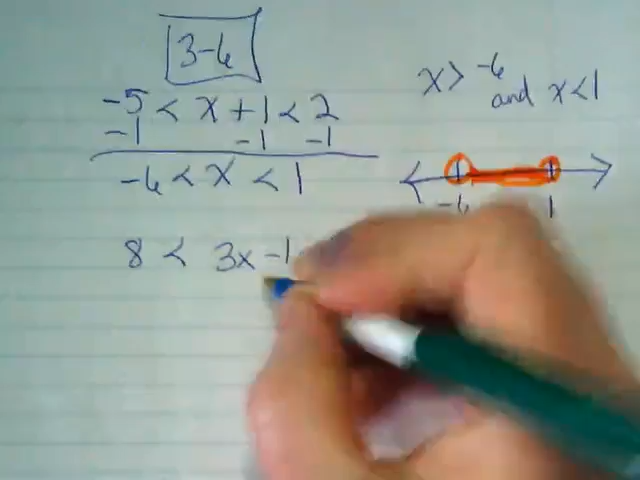 3-6
-5 < x + 1 < 2
-1 -1 -1
-6 < x < 1
x > -6
and x < 1
-6 1
8 < 3x - 1